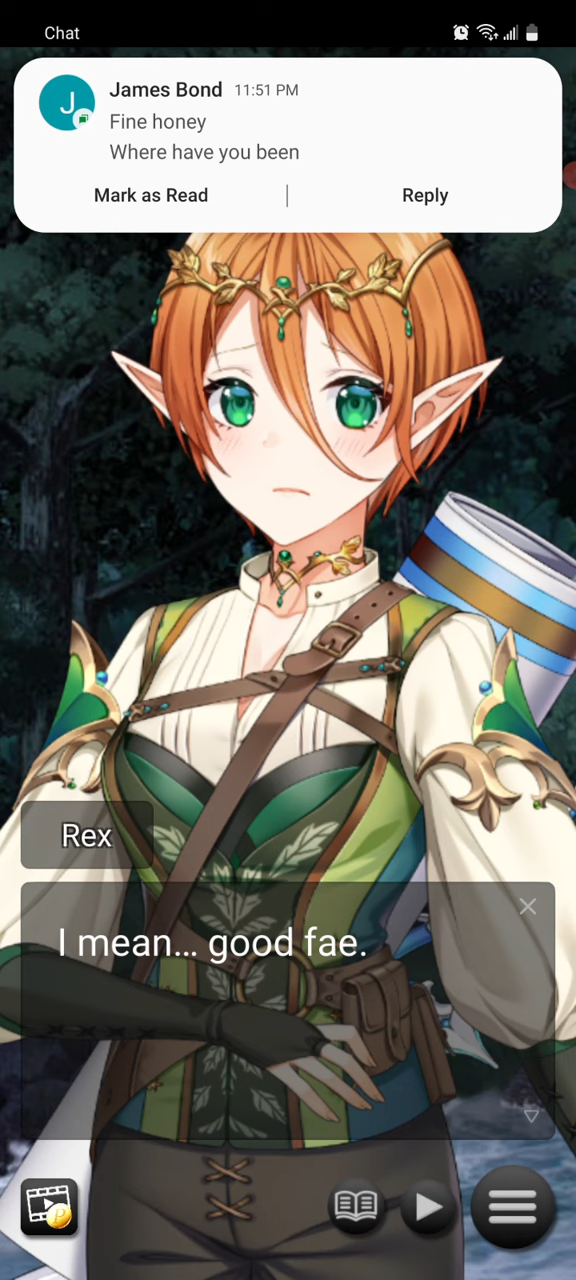 Chat
J
James Bond 11:51 PM
Fine honey
Where have you been
Mark as Read | Reply
Rex
I mean... good fae.
P